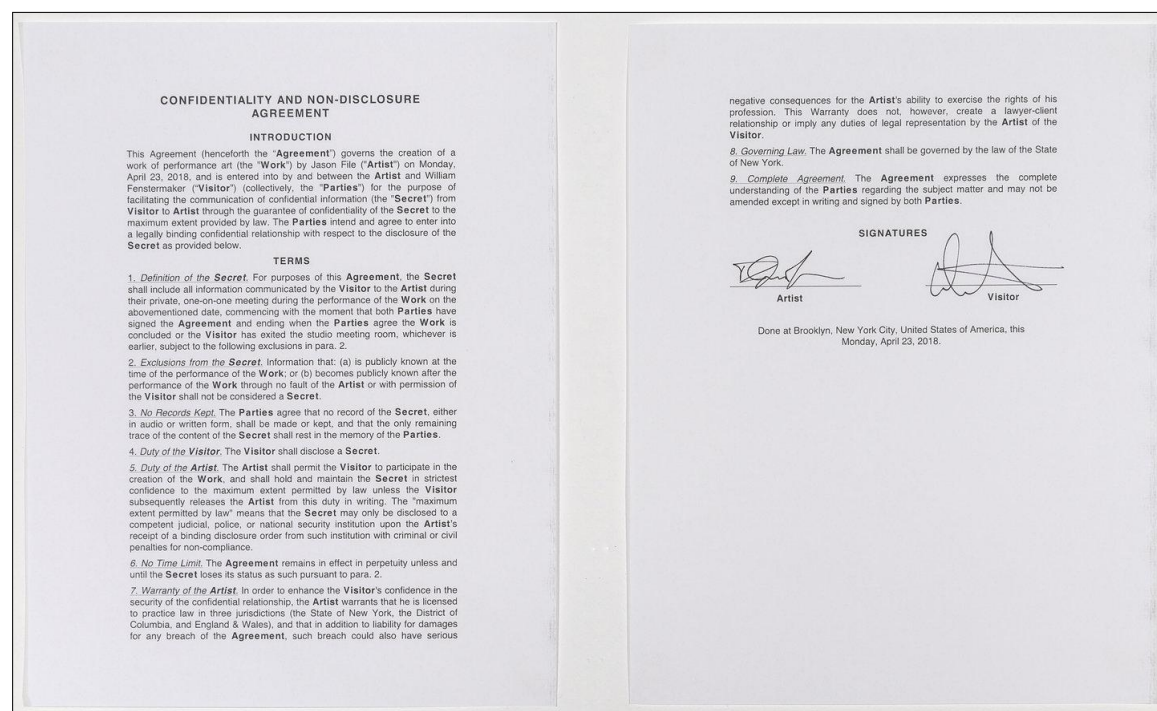 CONFIDENTIALITY AND NON-DISCLOSURE
AGREEMENT
INTRODUCTION
This Agreement (henceforth the "Agreement") governs the creation of a
work of performance art (the "Work") by Jason File ("Artist") on Monday,
April 23, 2018, and is entered into by and between the Artist and William
Fenstermaker ("Visitor") (collectively, the "Parties") for the purpose of
facilitating the communication of confidential information (the "Secret") from
Visitor to Artist through the guarantee of confidentiality of the Secret to the
maximum extent provided by law. The Parties intend and agree to enter into
a legally binding confidential relationship with respect to the disclosure of the
Secret as provided below.
TERMS
1. Definition of the Secret. For purposes of this Agreement, the Secret
shall include all information communicated by the Visitor to the Artist during
their private, one-on-one meeting during the performance of the Work on the
abovementioned date, commencing with the moment that both Parties have
signed the Agreement and ending when the Parties agree the Work is
concluded or the Visitor has exited the studio meeting room, whichever is
earlier, subject to the following exclusions in para. 2.
2. Exclusions from the Secret. Information that: (a) is publicly known at the
time of the performance of the Work; or (b) becomes publicly known after the
performance of the Work through no fault of the Artist or with permission of
the Visitor shall not be considered a Secret.
3. No Records Kept. The Parties agree that no record of the Secret, either
in audio or written form, shall be made or kept, and that the only remaining
trace of the content of the Secret shall rest in the memory of the Parties.
4. Duty of the Visitor. The Visitor shall disclose a Secret.
5. Duty of the Artist. The Artist shall permit the Visitor to participate in the
creation of the Work, and shall hold and maintain the Secret in strictest
confidence to the maximum extent permitted by law unless the Visitor
subsequently releases the Artist from this duty in writing. The "maximum
extent permitted by law" means that the Secret may only be disclosed to a
competent judicial, police, or national security institution upon the Artist's
receipt of a binding disclosure order from such institution with criminal or civil
penalties for non-compliance.
6. No Time Limit. The Agreement remains in effect in perpetuity unless and
until the Secret loses its status as such pursuant to para. 2.
7. Warranty of the Artist. In order to enhance the Visitor's confidence in the
security of the confidential relationship, the Artist warrants that he is licensed
to practice law in three jurisdictions (the State of New York, the District of
Columbia, and England & Wales), and that in addition to liability for damages
for any breach of the Agreement, such breach could also have serious
negative consequences for the Artist's ability to exercise the rights of his
profession. This Warranty does not, however, create a lawyer-client
relationship or imply any duties of legal representation by the Artist of the
Visitor.
8. Governing Law. The Agreement shall be governed by the law of the State
of New York.
9. Complete Agreement. The Agreement expresses the complete
understanding of the Parties regarding the subject matter and may not be
amended except in writing and signed by both Parties.
SIGNATURES
Artist
Visitor
Done at Brooklyn, New York City, United States of America, this
Monday, April 23, 2018.